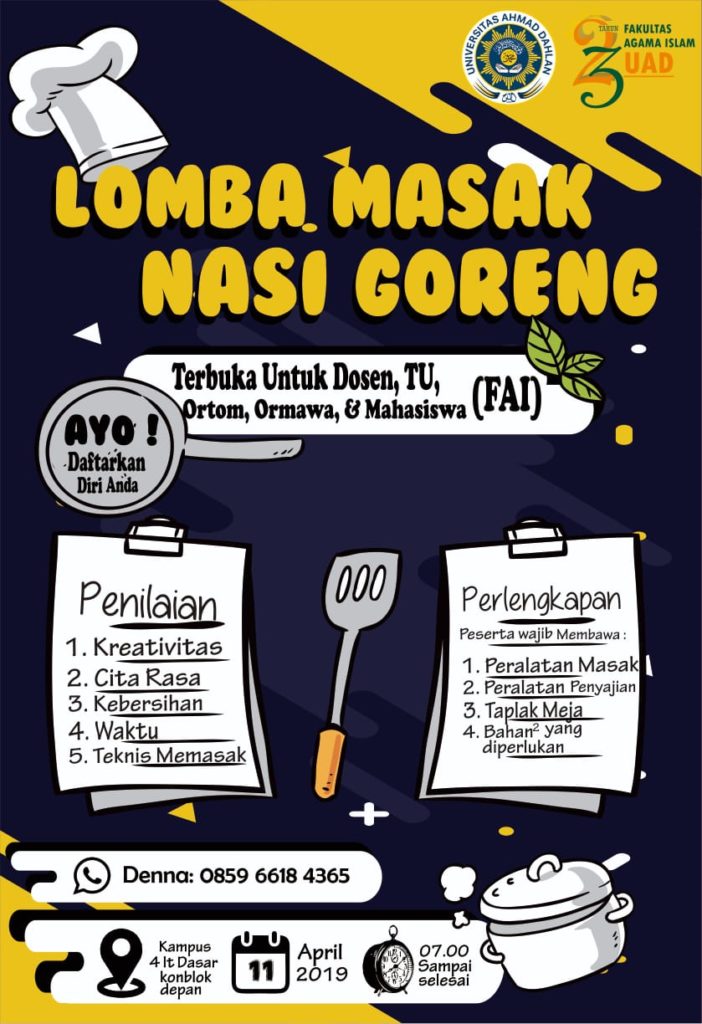 UNIVERSITAS AHMAD DAHLAN
23 TAHUN
FAKULTAS
AGAMA ISLAM
UAD
LOMBA MASAK
NASI GORENG
Terbuka Untuk Dosen, TU,
Ortom, Ormawa, & Mahasiswa (FAI)
AYO !
Daftarkan
Diri Anda
Penilaian
1. Kreativitas
2. Cita Rasa
3. Kebersihan
4. Waktu
5. Teknis Memasak
Perlengkapan
Peserta wajib Membawa :
1. Peralatan Masak
2. Peralatan Penyajian
3. Taplak Meja
4. Bahan² yang
diperlukan
Denna: 0859 6618 4365
Kampus
4 lt Dasar
konblok
depan
11
April
2019
07.00
Sampai
selesai